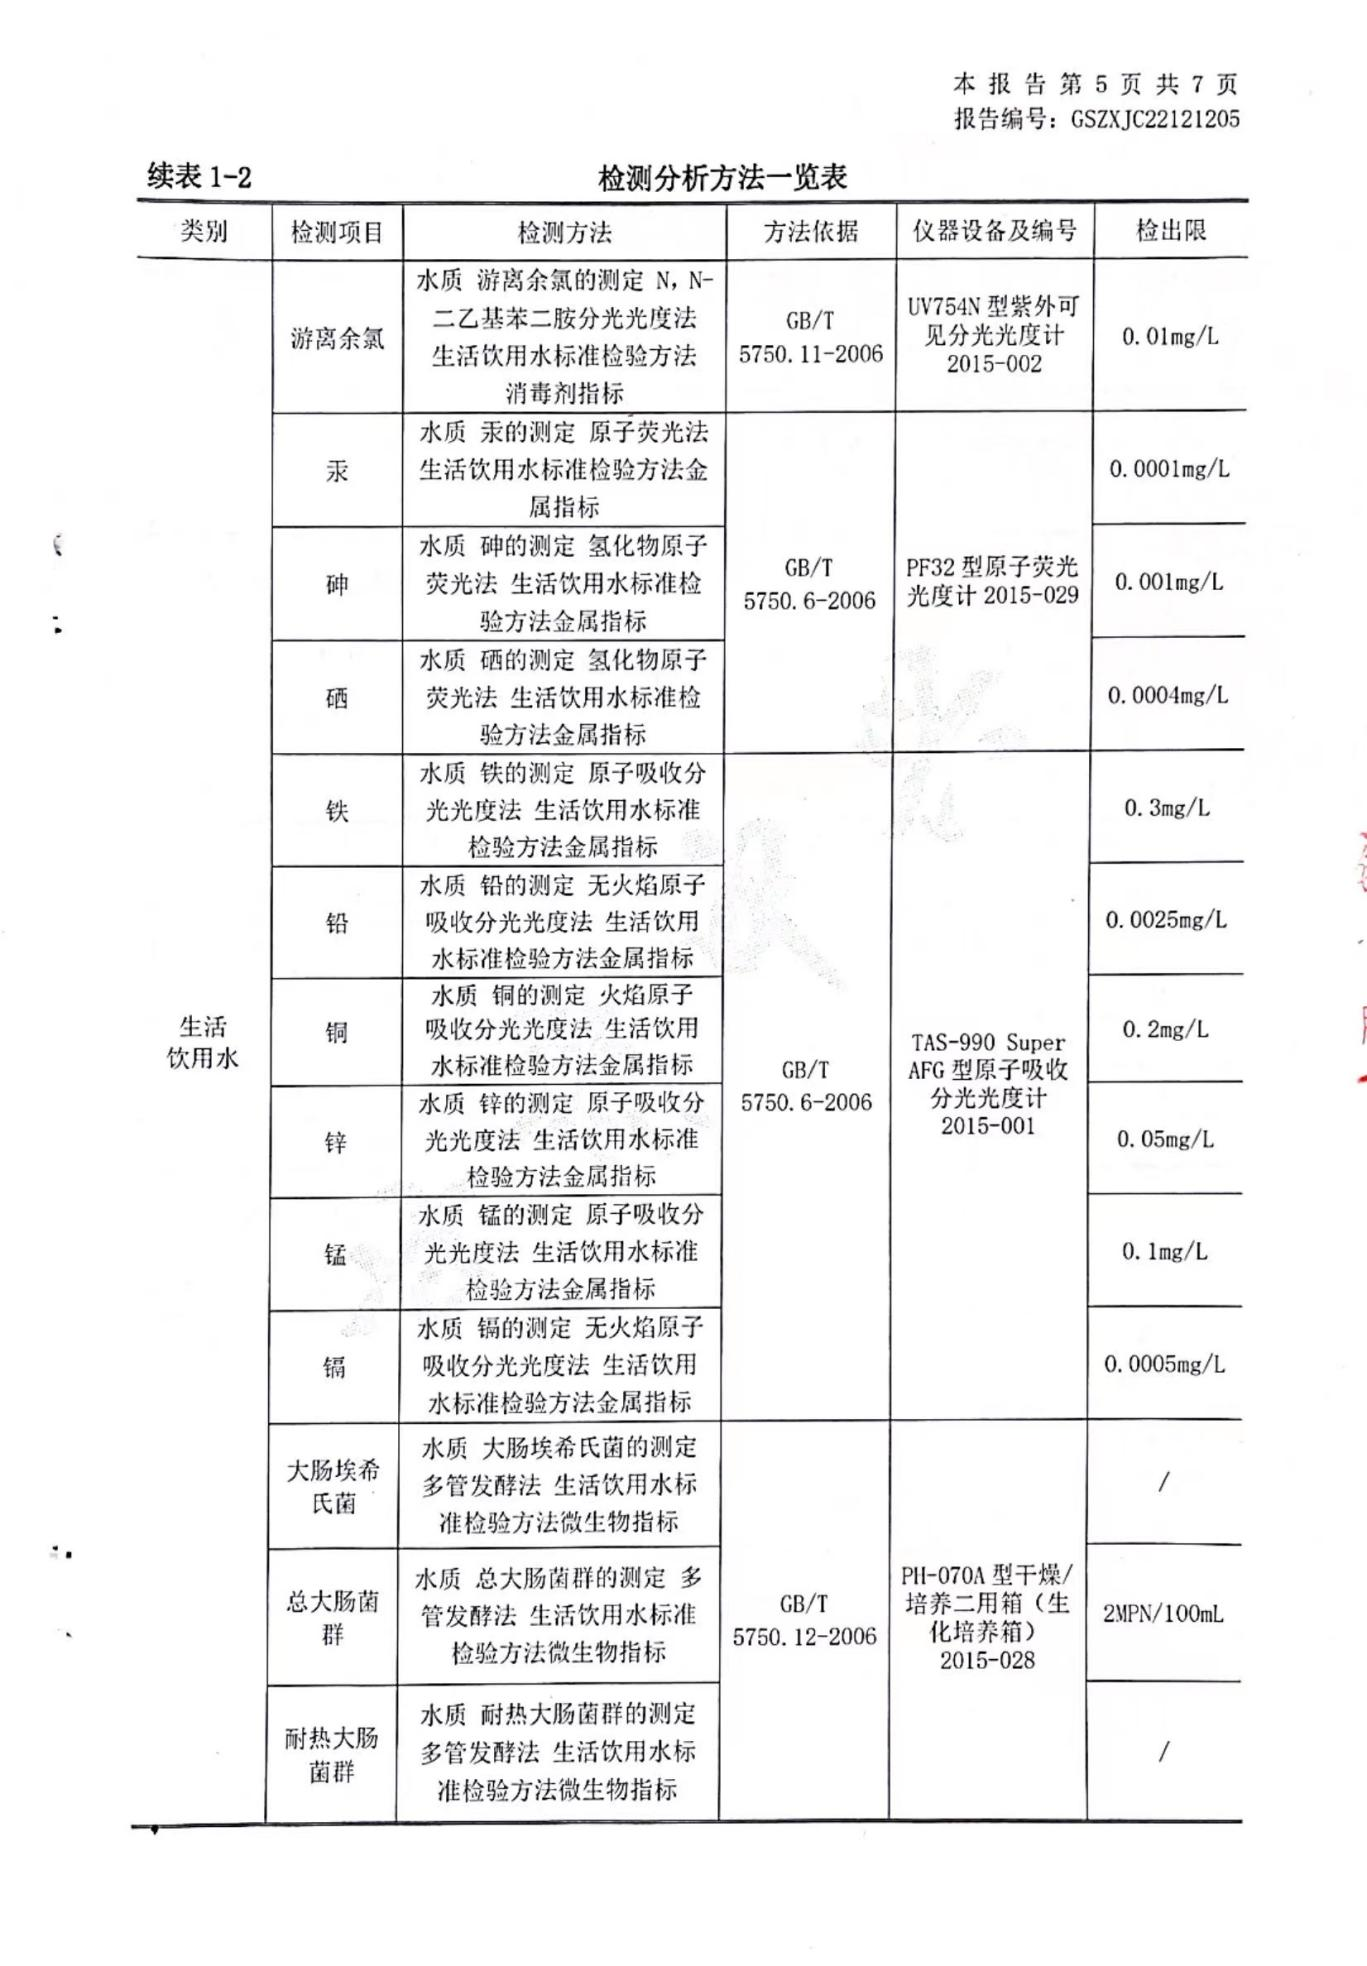 本报告第5页共7页
报告编号：GSZXJC22121205
续表1-2 检测分析方法一览表
类别 检测项目 检测方法 方法依据 仪器设备及编号 检出限
生活
饮用水
游离余氯
水质 游离余氯的测定 N，N-
二乙基苯二胺分光光度法
生活饮用水标准检验方法
消毒剂指标
GB/T
5750.11-2006
UV754N型紫外可
见分光光度计
2015-002
0.01mg/L
汞
水质 汞的测定 原子荧光法
生活饮用水标准检验方法金
属指标
GB/T
5750.6-2006
PF32型原子荧光
光度计2015-029
0.0001mg/L
砷
水质 砷的测定 氢化物原子
荧光法 生活饮用水标准检
验方法金属指标
0.001mg/L
硒
水质 硒的测定 氢化物原子
荧光法 生活饮用水标准检
验方法金属指标
0.0004mg/L
铁
水质 铁的测定 原子吸收分
光光度法 生活饮用水标准
检验方法金属指标
GB/T
5750.6-2006
TAS-990 Super
AFG型原子吸收
分光光度计
2015-001
0.3mg/L
铅
水质 铅的测定 无火焰原子
吸收分光光度法 生活饮用
水标准检验方法金属指标
0.0025mg/L
铜
水质 铜的测定 火焰原子
吸收分光光度法 生活饮用
水标准检验方法金属指标
0.2mg/L
锌
水质 锌的测定 原子吸收分
光光度法 生活饮用水标准
检验方法金属指标
0.05mg/L
锰
水质 锰的测定 原子吸收分
光光度法 生活饮用水标准
检验方法金属指标
0.1mg/L
镉
水质 镉的测定 无火焰原子
吸收分光光度法 生活饮用
水标准检验方法金属指标
0.0005mg/L
大肠埃希
氏菌
水质 大肠埃希氏菌的测定
多管发酵法 生活饮用水标
准检验方法微生物指标
GB/T
5750.12-2006
PH-070A型干燥/
培养二用箱（生
化培养箱）
2015-028
/
总大肠菌
群
水质 总大肠菌群的测定 多
管发酵法 生活饮用水标准
检验方法微生物指标
2MPN/100mL
耐热大肠
菌群
水质 耐热大肠菌群的测定
多管发酵法 生活饮用水标
准检验方法微生物指标
/